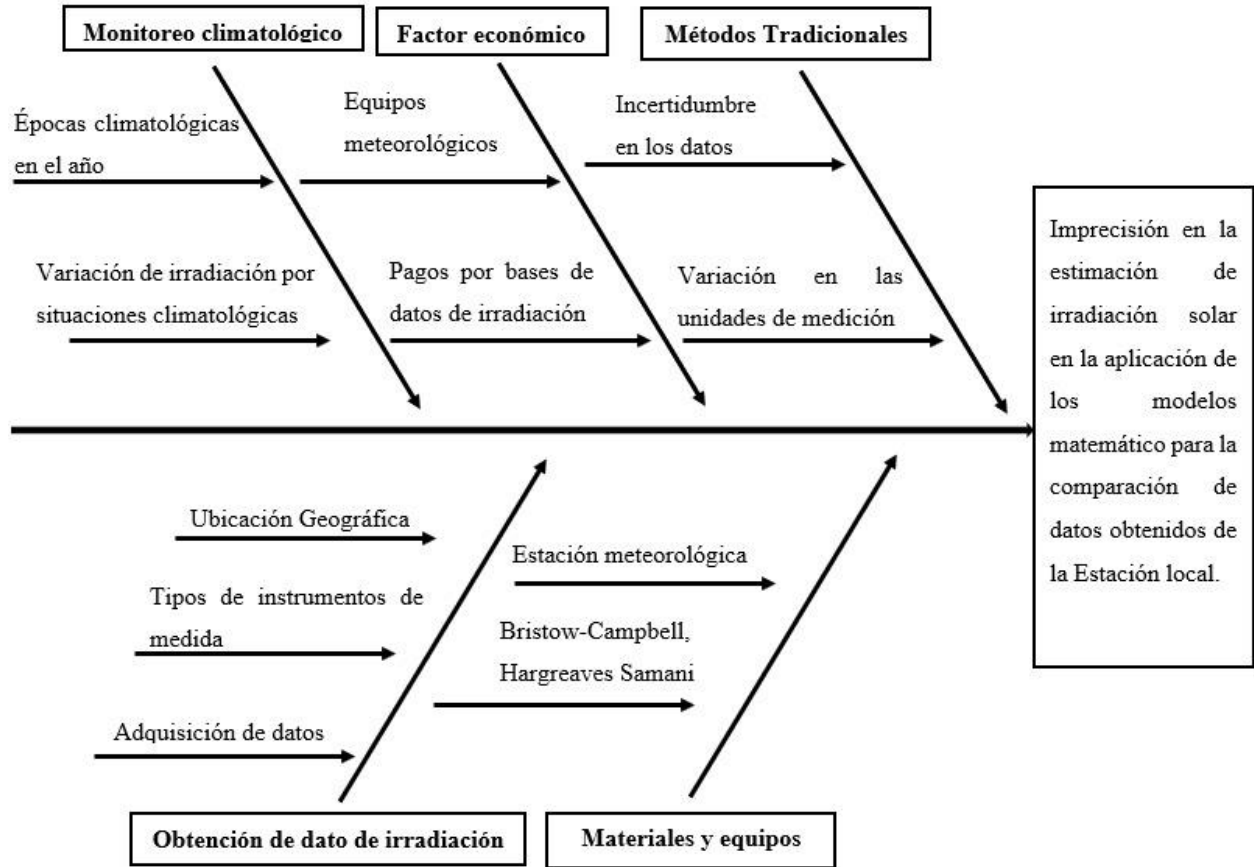 Monitoreo climatológico
Factor económico
Métodos Tradicionales
Épocas climatológicas
en el año
Equipos
meteorológicos
Incertidumbre
en los datos
Variación de irradiación por
situaciones climatológicas
Pagos por bases de
datos de irradiación
Variación en las
unidades de medición
Imprecisión en la
estimación de
irradiación solar
en la aplicación de
los modelos
matemático para la
comparación de
datos obtenidos de
la Estación local.
Ubicación Geográfica
Tipos de instrumentos de
medida
Adquisición de datos
Estación meteorológica
Bristow-Campbell,
Hargreaves Samani
Obtención de dato de irradiación
Materiales y equipos